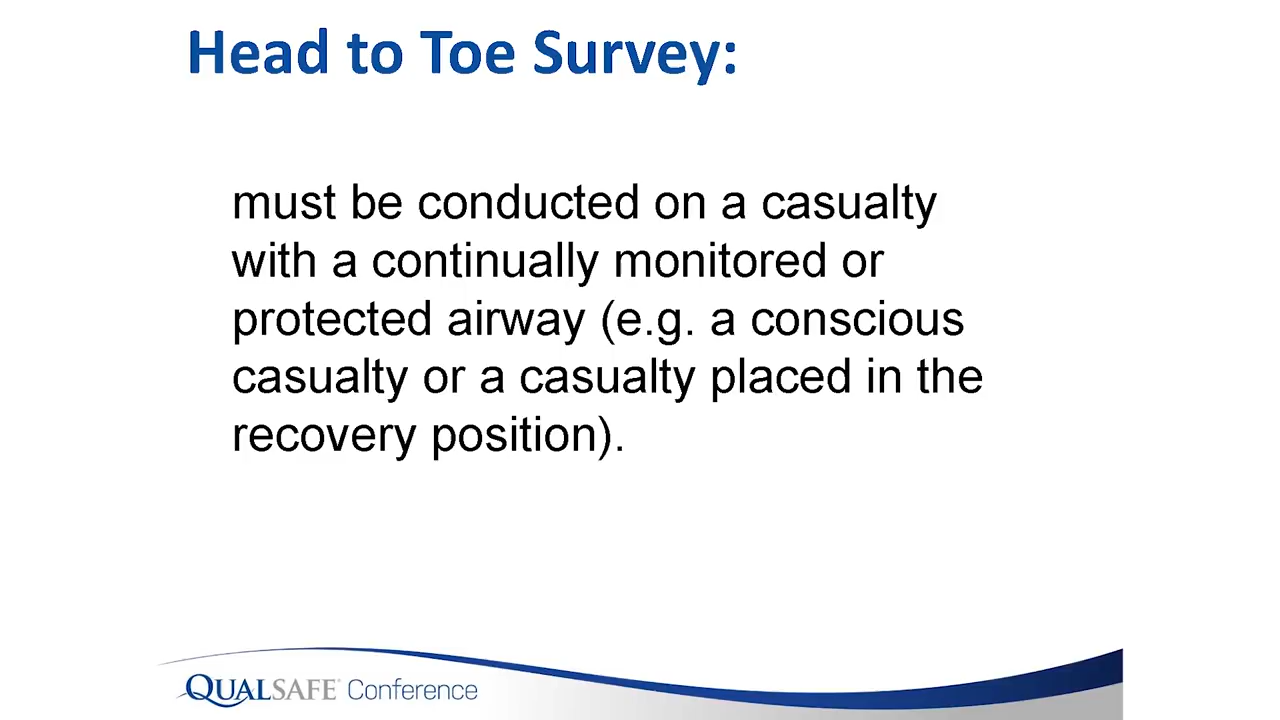 Head to Toe Survey:
must be conducted on a casualty
with a continually monitored or
protected airway (e.g. a conscious
casualty or a casualty placed in the
recovery position).
QUALSAFE Conference